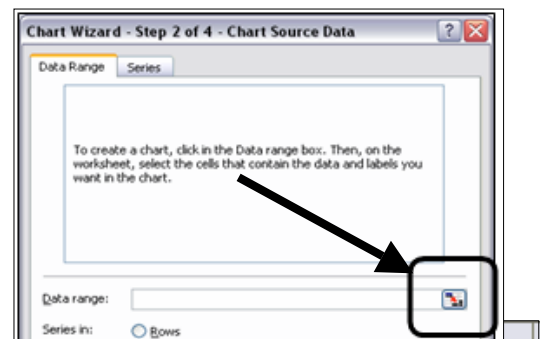 Chart Wizard - Step 2 of 4 - Chart Source Data
Data Range Series
To create a chart, click in the Data range box. Then, on the
worksheet, select the cells that contain the data and labels you
want in the chart.
Data range:
Series in: Rows